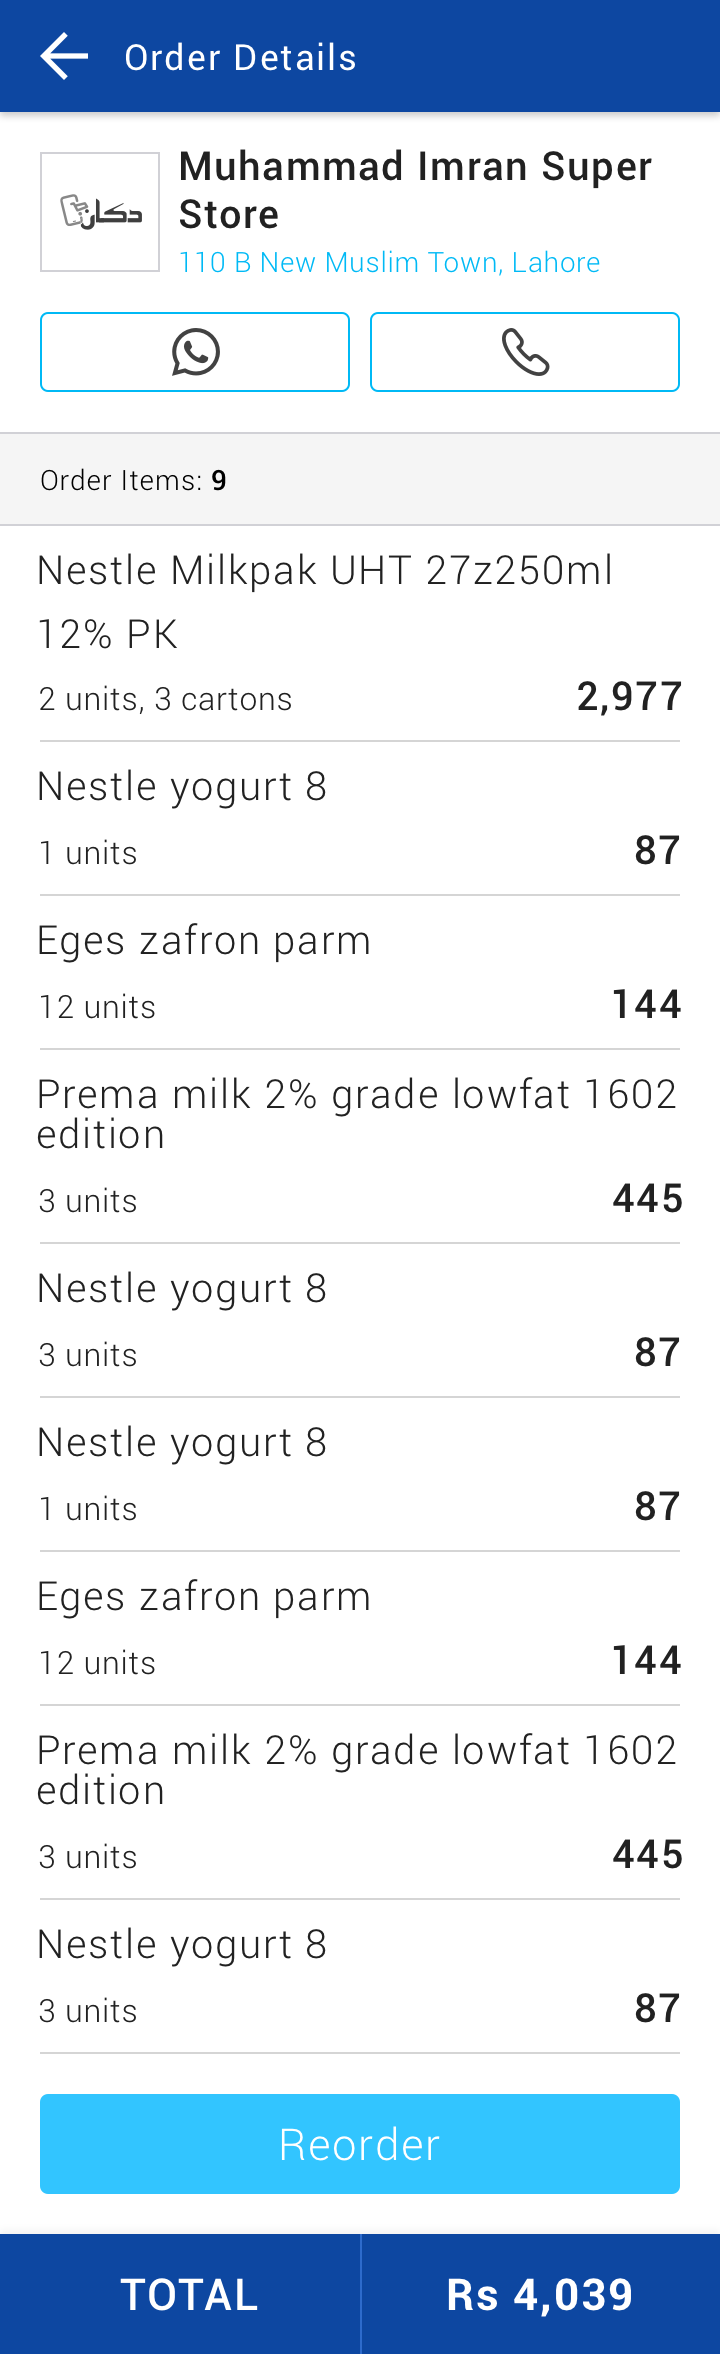 Order Details
Muhammad Imran Super
Store
دکان
110 B New Muslim Town, Lahore
Order Items: 9
Nestle Milkpak UHT 27z250ml
12% PK
2 units, 3 cartons 2,977
Nestle yogurt 8
1 units 87
Eges zafron parm
12 units 144
Prema milk 2% grade lowfat 1602
edition
3 units 445
Nestle yogurt 8
3 units 87
Nestle yogurt 8
1 units 87
Eges zafron parm
12 units 144
Prema milk 2% grade lowfat 1602
edition
3 units 445
Nestle yogurt 8
3 units 87
Reorder
TOTAL Rs 4,039